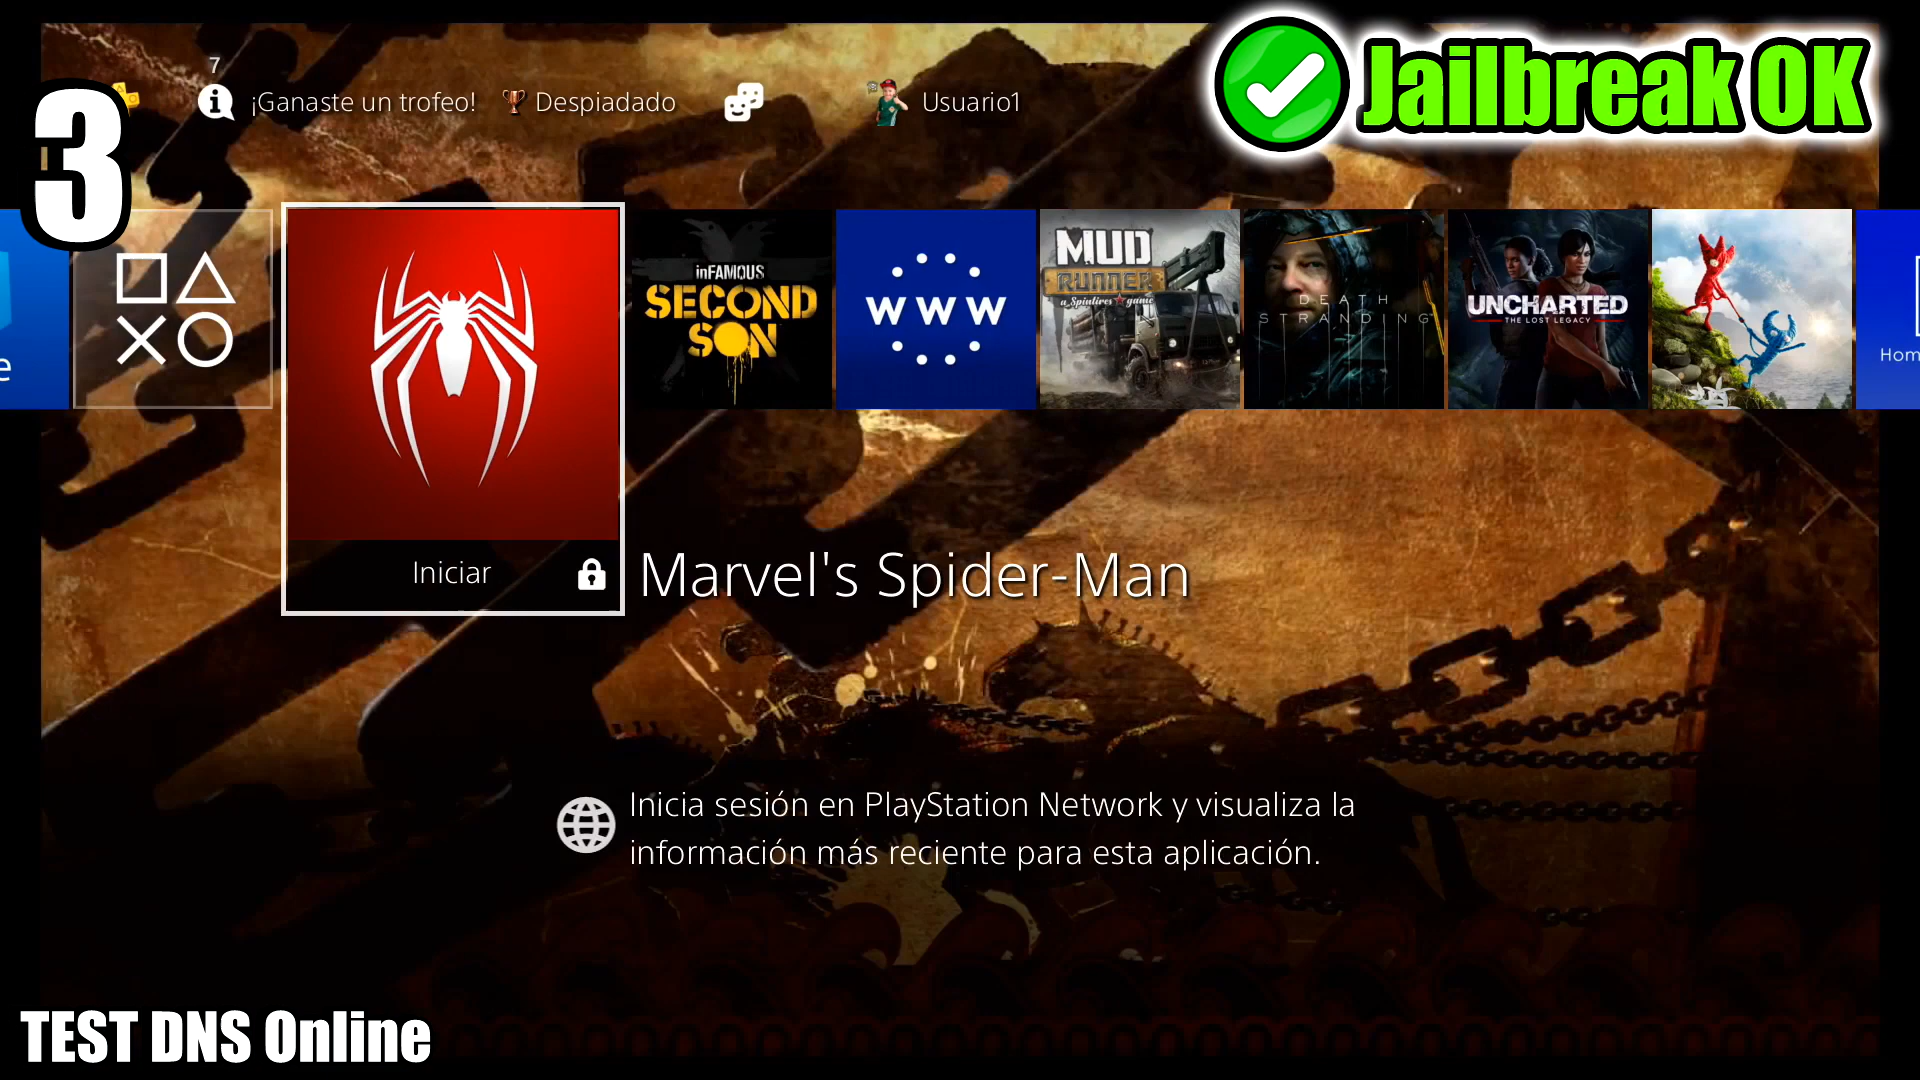 7
¡Ganaste un trofeo! Despiadado
Usuario1
Jailbreak OK
3
e
inFAMOUS
SECOND
SON
WWW
MUD
RUNNER
a Spintires game
DEATH
STRANDING
UNCHARTED
THE LOST LEGACY
Hom
Iniciar
Marvel's Spider-Man
Inicia sesión en PlayStation Network y visualiza la
información más reciente para esta aplicación.
TEST DNS Online